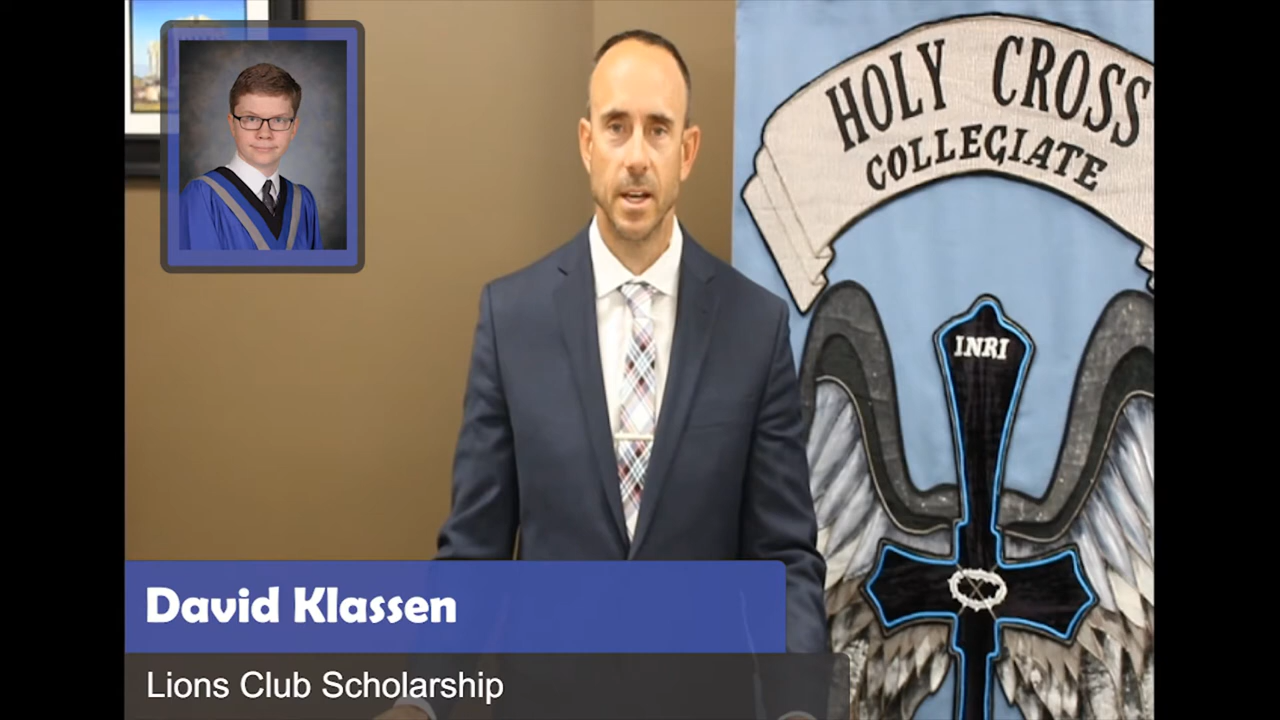 HOLY CROSS
COLLEGIATE
INRI
David Klassen
Lions Club Scholarship